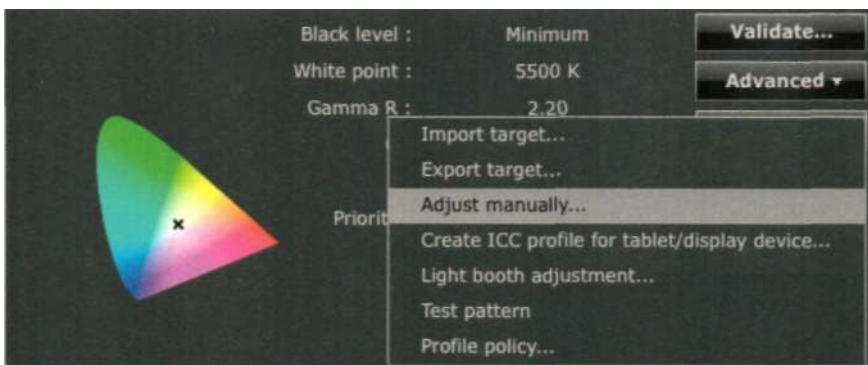 Black level : Minimum
Validate...
White point : 5500 K
Advanced ▾
Gamma R : 2.20
Import target...
Export target...
Adjust manually...
Priorit
Create ICC profile for tablet/display device...
Light booth adjustment...
Test pattern
Profile policy...